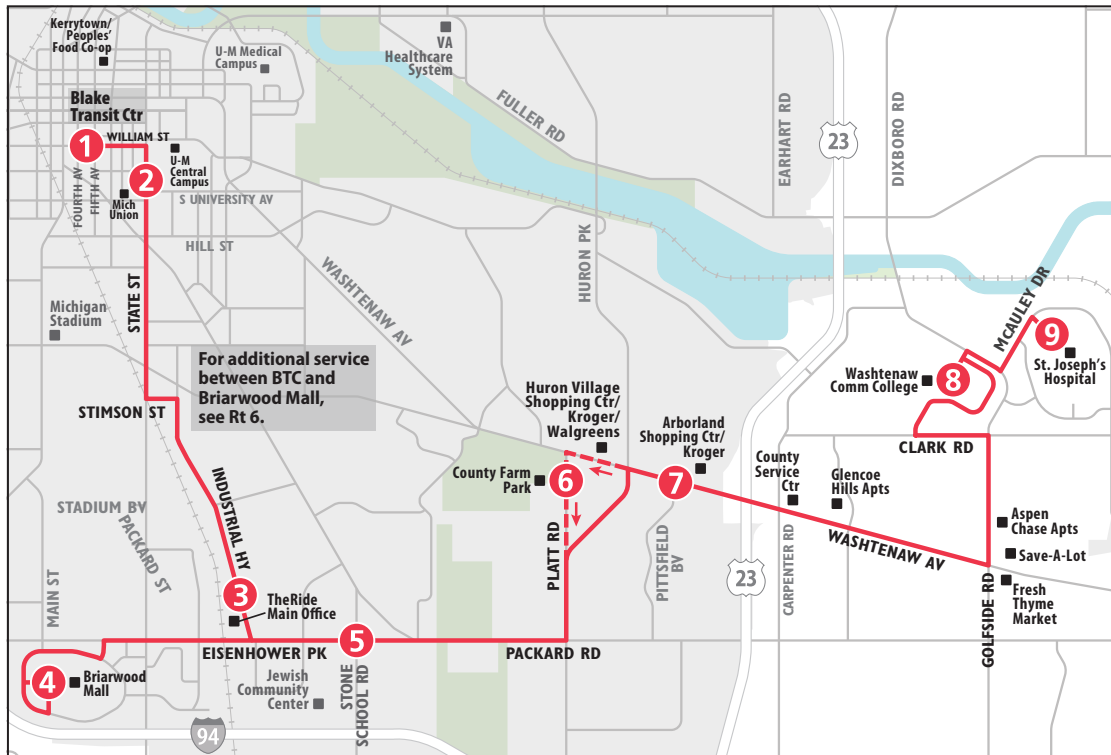 Kerrytown/
Peoples'
Food Co-op
U-M Medical
Campus
VA
Healthcare
System
FULLER RD
EARHART RD
23
DIXBORO RD
Blake
Transit Ctr
1
WILLIAM ST
2
U-M
Central
Campus
FOURTH AV
FIFTH AV
Mich
Union
S UNIVERSITY AV
HILL ST
STATE ST
WASHTENAW AV
HURON PK
Michigan
Stadium
MCAULEY DR
9
St. Joseph's
Hospital
8
Washtenaw
Comm College
For additional service
between BTC and
Briarwood Mall,
see Rt 6.
STIMSON ST
Huron Village
Shopping Ctr/
Kroger/
Walgreens
Arborland
Shopping Ctr/
Kroger
CLARK RD
County Farm
Park
6
7
County
Service
Ctr
Glencoe
Hills Apts
STADIUM BV
PACKARD ST
INDUSTRIAL HY
PLATT RD
PITTSFIELD
BV
WASHTENAW AV
Aspen
Chase Apts
Save-A-Lot
Fresh
Thyme
Market
MAIN ST
3
TheRide
Main Office
23
CARPENTER RD
GOLFSIDE RD
EISENHOWER PK
5
PACKARD RD
4
Briarwood
Mall
Jewish
Community
Center
STONE
SCHOOL RD
94